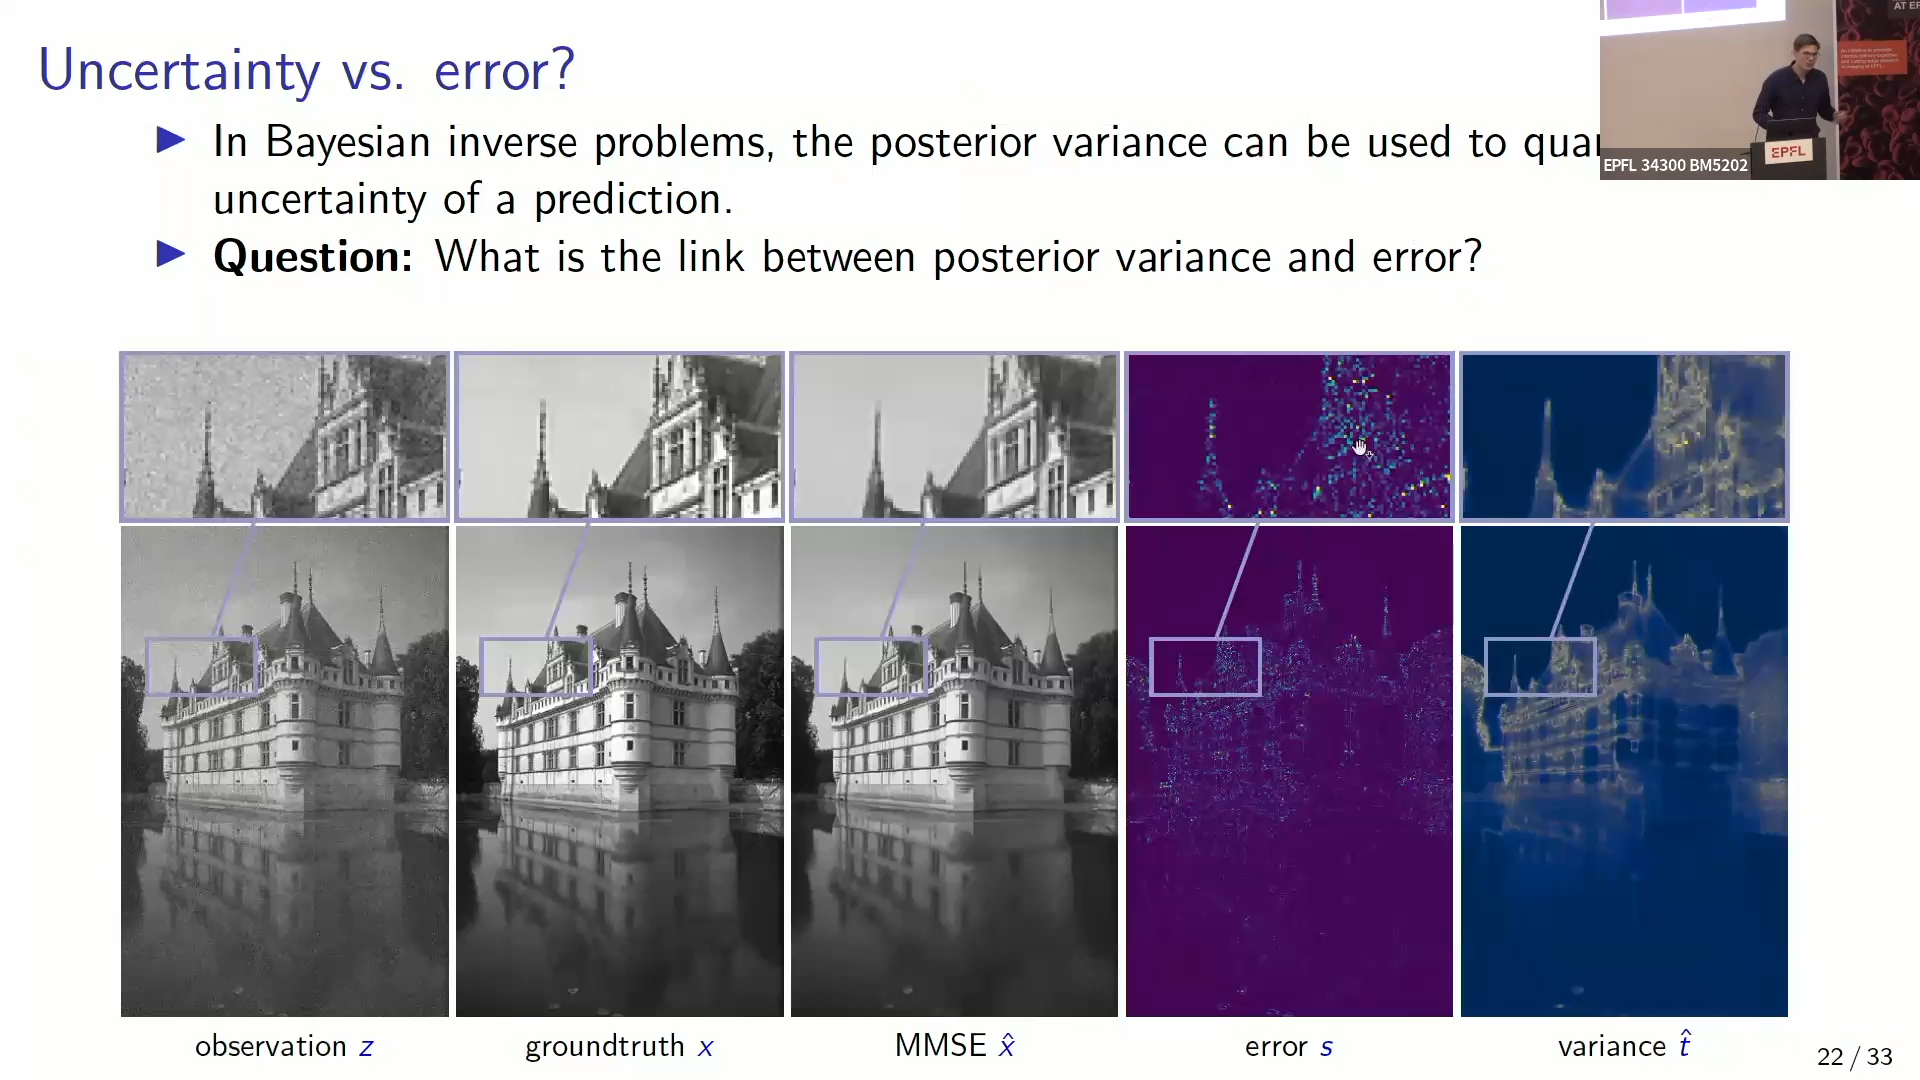 Uncertainty vs. error?
In Bayesian inverse problems, the posterior variance can be used to
uncertainty of a prediction.
Question: What is the link between posterior variance and error?
AT
EPFL
EPFL 34300 BM5202
observation z
groundtruth x
MMSE x̂
error s
variance t̂
22 / 33